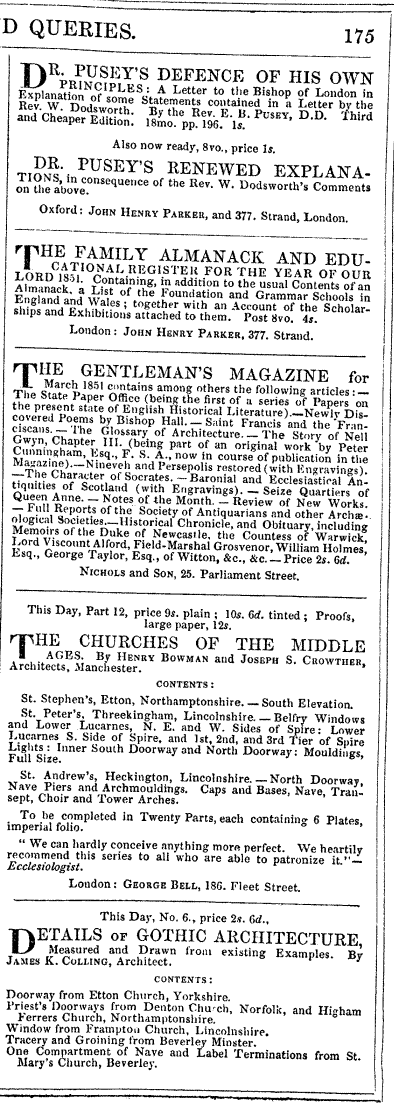 D QUERIES. 175
DR. PUSEY'S DEFENCE OF HIS OWN
PRINCIPLES: A Letter to the Bishop of London in
Explanation of some Statements contained in a Letter by the
Rev. W. Dodsworth. By the Rev. E. B. PUSEY, D.D. Third
and Cheaper Edition. 18mo. pp. 196. 1s.
Also now ready, 8vo., price 1s.
DR. PUSEY'S RENEWED EXPLANA-
TIONS, in consequence of the Rev. W. Dodsworth's Comments
on the above.
Oxford: JOHN HENRY PARKER, and 377. Strand, London.
THE FAMILY ALMANACK AND EDU-
CATIONAL REGISTER FOR THE YEAR OF OUR
LORD 1851. Containing, in addition to the usual Contents of an
Almanack, a List of the Foundation and Grammar Schools in
England and Wales; together with an Account of the Scholar-
ships and Exhibitions attached to them. Post 8vo. 4s.
London: JOHN HENRY PARKER, 377. Strand.
THE GENTLEMAN'S MAGAZINE for
March 1851 contains among others the following articles:—
The State Paper Office (being the first of a series of Papers on
the present state of English Historical Literature).—Newly Dis-
covered Poems by Bishop Hall.—Saint Francis and the Fran-
ciscans.—The Glossary of Architecture.—The Story of Nell
Gwyn, Chapter III. (being part of an original work by Peter
Cunningham, Esq., F. S. A., now in course of publication in the
Magazine).—Nineveh and Persepolis restored (with Engravings).
—The Character of Socrates.—Baronial and Ecclesiastical An-
tiquities of Scotland (with Engravings).—Seize Quartiers of
Queen Anne.—Notes of the Month.—Review of New Works.
—Full Reports of the Society of Antiquarians and other Archæ-
ological Societies.—Historical Chronicle, and Obituary, including
Memoirs of the Duke of Newcastle, the Countess of Warwick,
Lord Viscount Alford, Field-Marshal Grosvenor, William Holmes,
Esq., George Taylor, Esq., of Witton, &c., &c.—Price 2s. 6d.
NICHOLS and SON, 25. Parliament Street.
This Day, Part 12, price 9s. plain; 10s. 6d. tinted; Proofs,
large paper, 12s.
THE CHURCHES OF THE MIDDLE
AGES. By HENRY BOWMAN and JOSEPH S. CROWTHER,
Architects, Manchester.
CONTENTS:
St. Stephen's, Etton, Northamptonshire.—South Elevation.
St. Peter's, Threekingham, Lincolnshire.—Belfry Windows
and Lower Lucarnes, N. E. and W. Sides of Spire: Lower
Lucarnes S. Side of Spire, and 1st, 2nd, and 3rd Tier of Spire
Lights: Inner South Doorway and North Doorway: Mouldings,
Full Size.
St. Andrew's, Heckington, Lincolnshire.—North Doorway,
Nave Piers and Archmouldings. Caps and Bases, Nave, Tran-
sept, Choir and Tower Arches.
To be completed in Twenty Parts, each containing 6 Plates,
imperial folio.
"We can hardly conceive anything more perfect. We heartily
recommend this series to all who are able to patronize it."—
Ecclesiologist.
London: GEORGE BELL, 186. Fleet Street.
This Day, No. 6., price 2s. 6d.,
DETAILS OF GOTHIC ARCHITECTURE,
Measured and Drawn from existing Examples. By
JAMES K. COLLING, Architect.
CONTENTS:
Doorway from Etton Church, Yorkshire.
Priest's Doorways from Denton Church, Norfolk, and Higham
Ferrers Church, Northamptonshire.
Window from Frampton Church, Lincolnshire.
Tracery and Groining from Beverley Minster.
One Compartment of Nave and Label Terminations from St.
Mary's Church, Beverley.